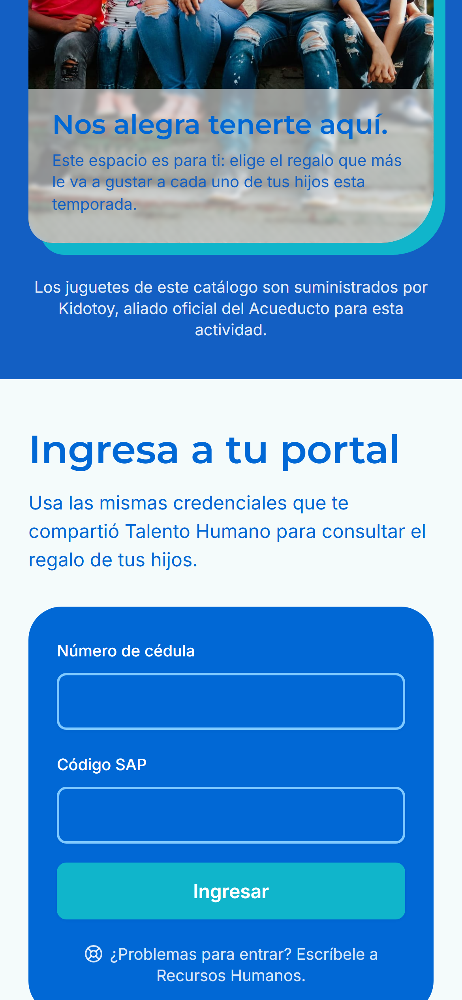 Nos alegra tenerte aquí.
Este espacio es para ti: elige el regalo que más
le va a gustar a cada uno de tus hijos esta
temporada.
Los juguetes de este catálogo son suministrados por
Kidotoy, aliado oficial del Acueducto para esta
actividad.
Ingresa a tu portal
Usa las mismas credenciales que te
compartió Talento Humano para consultar el
regalo de tus hijos.
Número de cédula
Código SAP
Ingresar
¿Problemas para entrar? Escríbele a
Recursos Humanos.